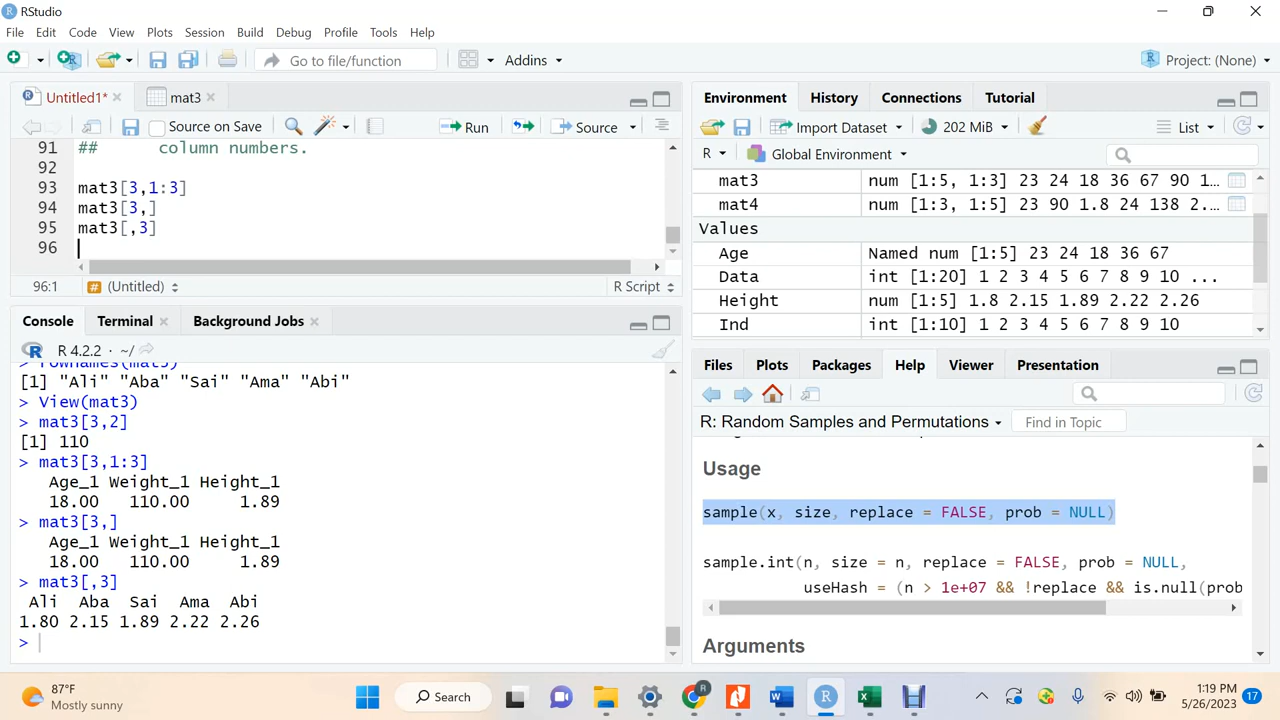 RStudio
File Edit Code View Plots Session Build Debug Profile Tools Help
Go to file/function Addins Project: (None)
Untitled1* mat3
Source on Save Run Source
91 ## column numbers.
92
93 mat3[3,1:3]
94 mat3[3,]
95 mat3[,3]
96
96:1 # (Untitled) R Script
Console Terminal Background Jobs
R 4.2.2 · ~/
[1] "Ali" "Aba" "Sai" "Ama" "Abi"
> View(mat3)
> mat3[3,2]
[1] 110
> mat3[3,1:3]
Age_1 Weight_1 Height_1
18.00 110.00 1.89
> mat3[3,]
Age_1 Weight_1 Height_1
18.00 110.00 1.89
> mat3[,3]
Ali Aba Sai Ama Abi
1.80 2.15 1.89 2.22 2.26
>
Environment History Connections Tutorial
Import Dataset 202 MiB List
R Global Environment
mat3 num [1:5, 1:3] 23 24 18 36 67 90 1...
mat4 num [1:3, 1:5] 23 90 1.8 24 138 2...
Values
Age Named num [1:5] 23 24 18 36 67
Data int [1:20] 1 2 3 4 5 6 7 8 9 10 ...
Height num [1:5] 1.8 2.15 1.89 2.22 2.26
Ind int [1:10] 1 2 3 4 5 6 7 8 9 10
Files Plots Packages Help Viewer Presentation
R: Random Samples and Permutations Find in Topic
Usage
sample(x, size, replace = FALSE, prob = NULL)
sample.int(n, size = n, replace = FALSE, prob = NULL,
useHash = (n > 1e+07 && !replace && is.null(prob
Arguments
87°F
Mostly sunny
Search
1:19 PM
5/26/2023
17